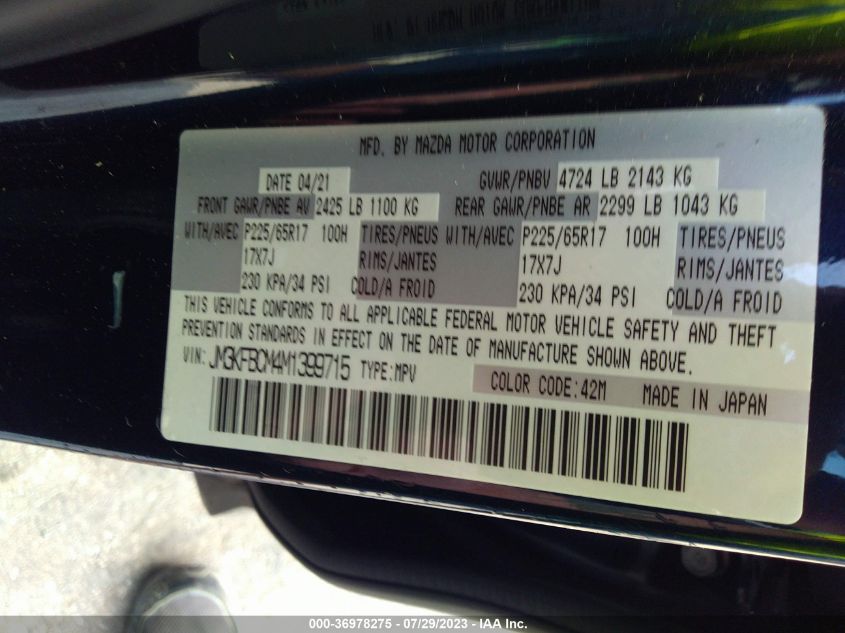 MFD. BY MAZDA MOTOR CORPORATION
DATE 04/21 GVWR/PNBV 4724 LB 2143 KG
FRONT GAWR/PNBE AV 2425 LB 1100 KG REAR GAWR/PNBE AR 2299 LB 1043 KG
WITH/AVEC P225/65R17 100H TIRES/PNEUS WITH/AVEC P225/65R17 100H TIRES/PNEUS
17X7J RIMS/JANTES 17X7J RIMS/JANTES
230 KPA/34 PSI COLD/A FROID 230 KPA/34 PSI COLD/A FROID
THIS VEHICLE CONFORMS TO ALL APPLICABLE FEDERAL MOTOR VEHICLE SAFETY AND THEFT
PREVENTION STANDARDS IN EFFECT ON THE DATE OF MANUFACTURE SHOWN ABOVE.
VIN: JM3KFBCM4M1399715 TYPE:MPV COLOR CODE:42M MADE IN JAPAN
000-36978275 - 07/29/2023 - IAA Inc.